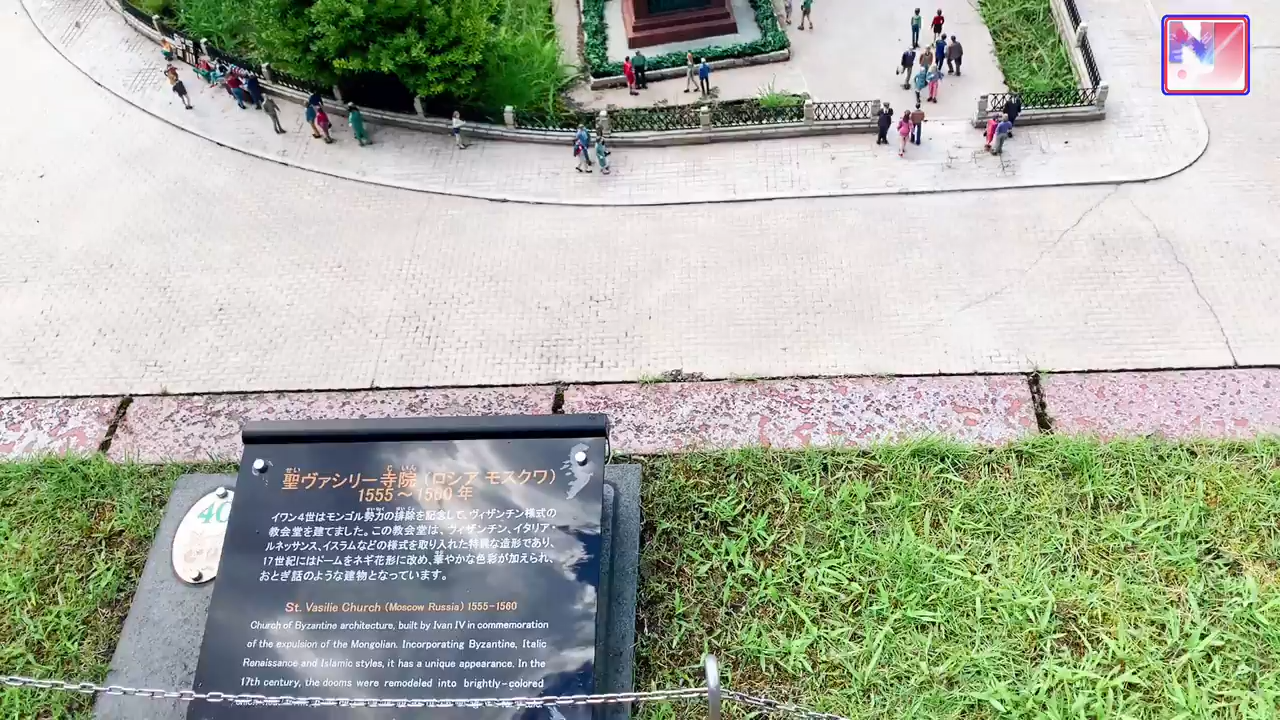 聖ヴァシリー寺院（ロシア モスクワ）
1555～1560年
イワン4世はモンゴル勢力の排除を記念して、ヴィザンチン様式の
教会堂を建てました。この教会堂は、ヴィザンチン、イタリア・
ルネッサンス、イスラムなどの様式を取り入れた特異な造形であり、
17世紀にはドームをネギ花形に改め、華やかな色彩が加えられ、
おとぎ話のような建物となっています。
St. Vasilie Church (Moscow Russia) 1555-1560
Church of Byzantine architecture, built by Ivan IV in commemoration
of the expulsion of the Mongolian. Incorporating Byzantine, Italic
Renaissance and Islamic styles, it has a unique appearance. In the
17th century, the dooms were remodeled into brightly-colored
40